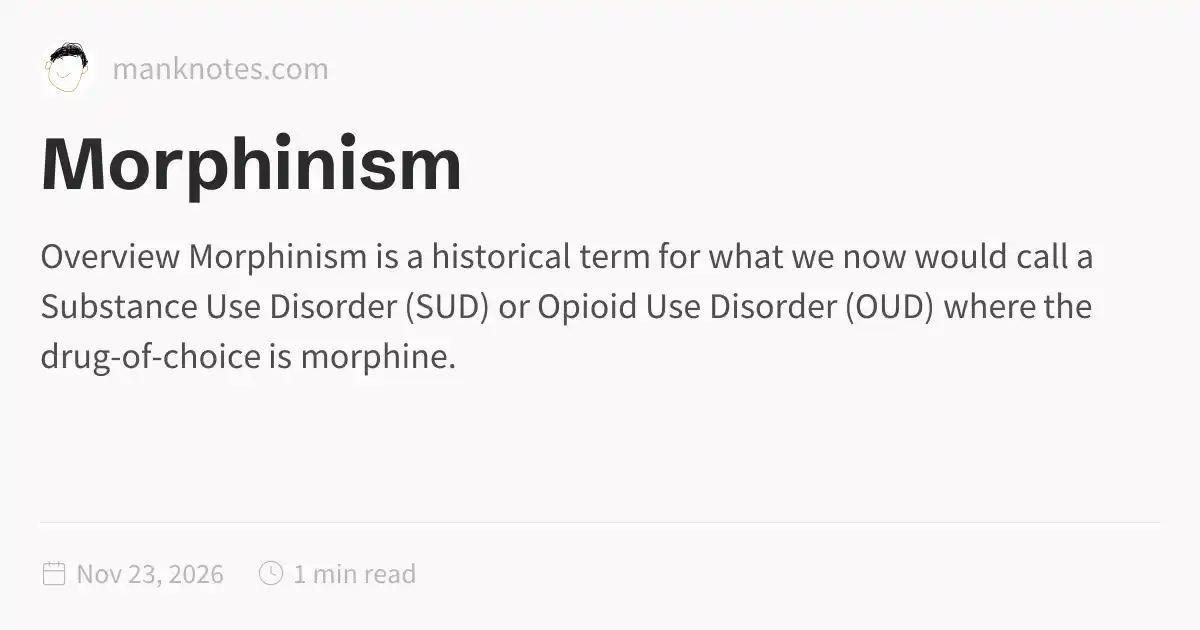 manknotes.com
Morphinism
Overview Morphinism is a historical term for what we now would call a
Substance Use Disorder (SUD) or Opioid Use Disorder (OUD) where the
drug-of-choice is morphine.
Nov 23, 2026 1 min read